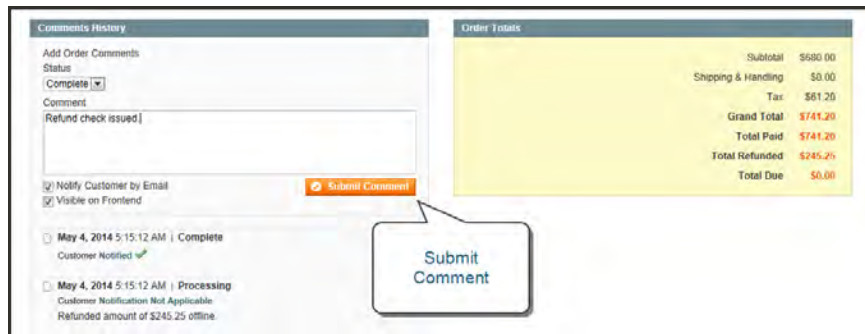 Comments History
Add Order Comments
Status
Complete
Comment
Refund check issued.
Notify Customer by Email
Submit Comment
Visible on Frontend
May 4, 2014 5:15:12 AM | Complete
Customer Notified
May 4, 2014 5:15:12 AM | Processing
Customer Notification Not Applicable
Refunded amount of $245.25 offline.
Order Totals
Subtotal $680.00
Shipping & Handling $0.00
Tax $61.20
Grand Total $741.20
Total Paid $741.20
Total Refunded $245.25
Total Due $0.00
Submit
Comment